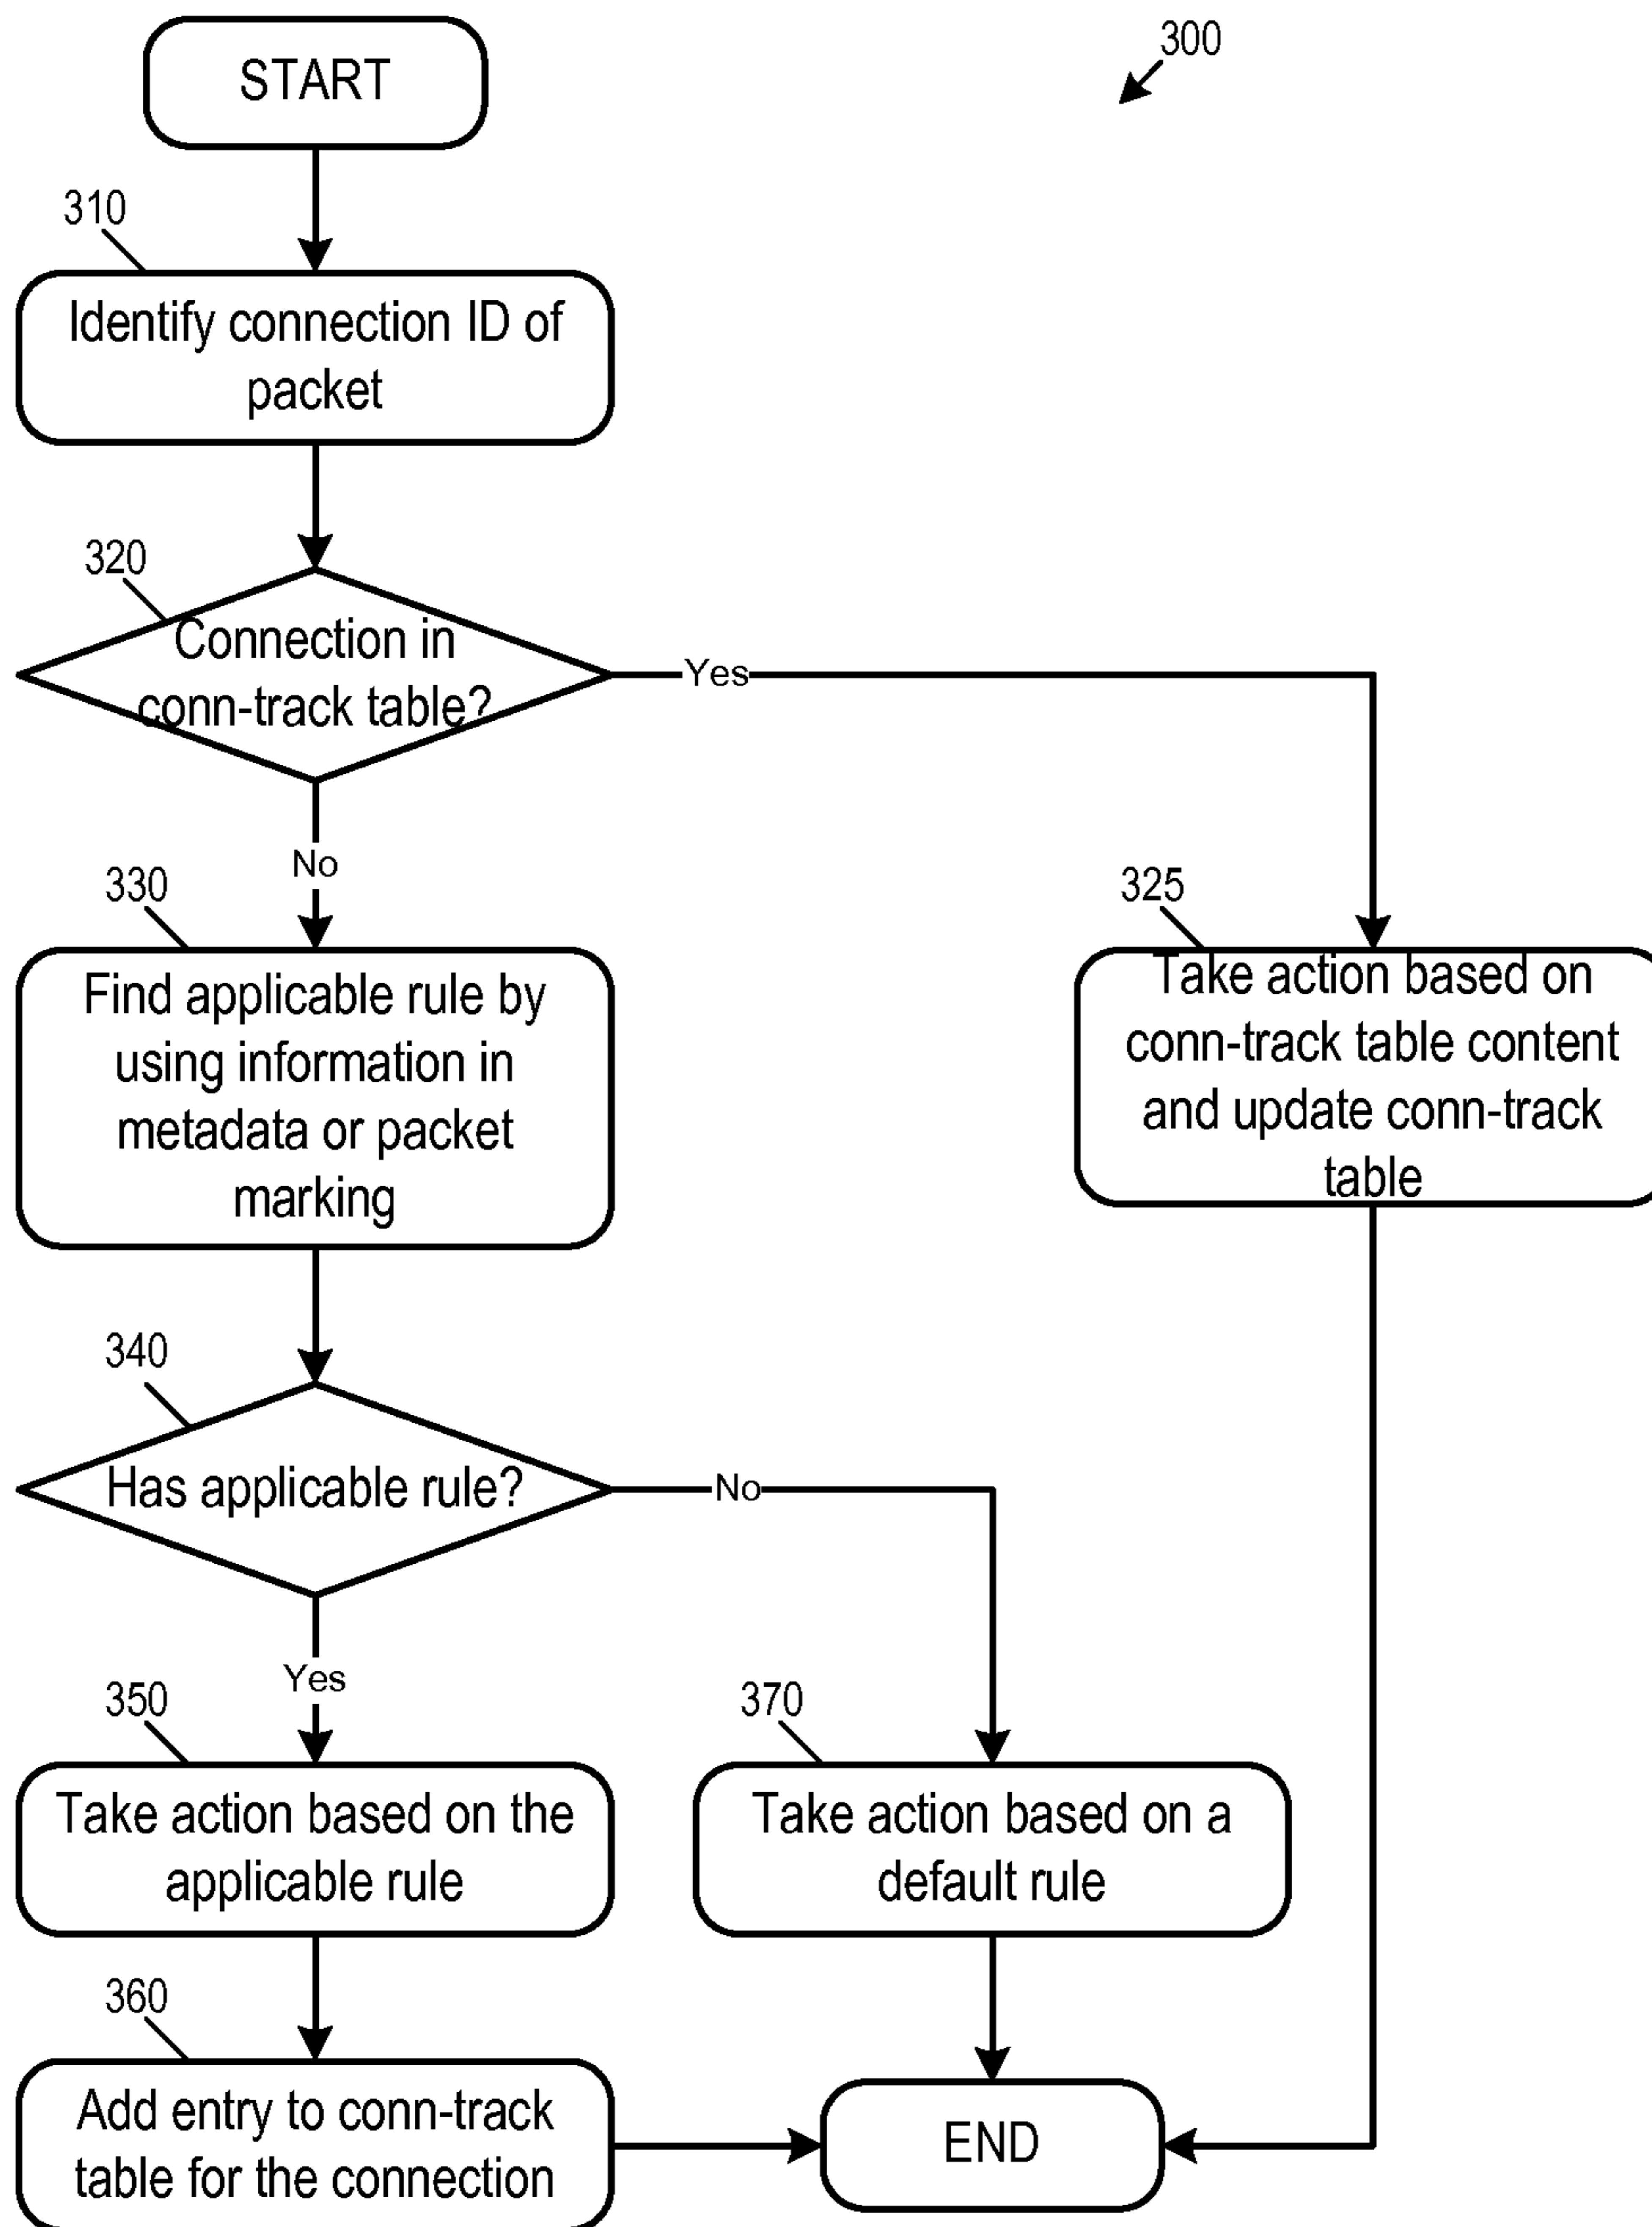 START
300
310
Identify connection ID of
packet
320
Connection in
conn-track table?
Yes
No
330
Find applicable rule by
using information in
metadata or packet
marking
325
Take action based on
conn-track table content
and update conn-track
table
340
Has applicable rule?
No
Yes
350
Take action based on the
applicable rule
370
Take action based on a
default rule
360
Add entry to conn-track
table for the connection
END